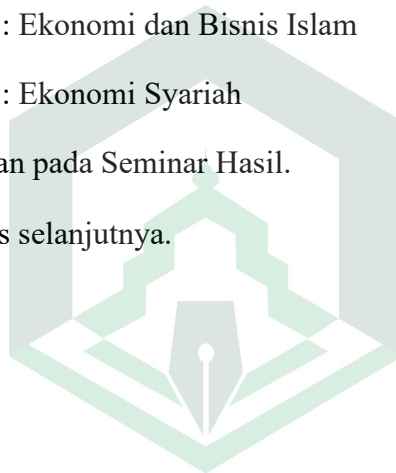 : Ekonomi dan Bisnis Islam
: Ekonomi Syariah
an pada Seminar Hasil.
s selanjutnya.